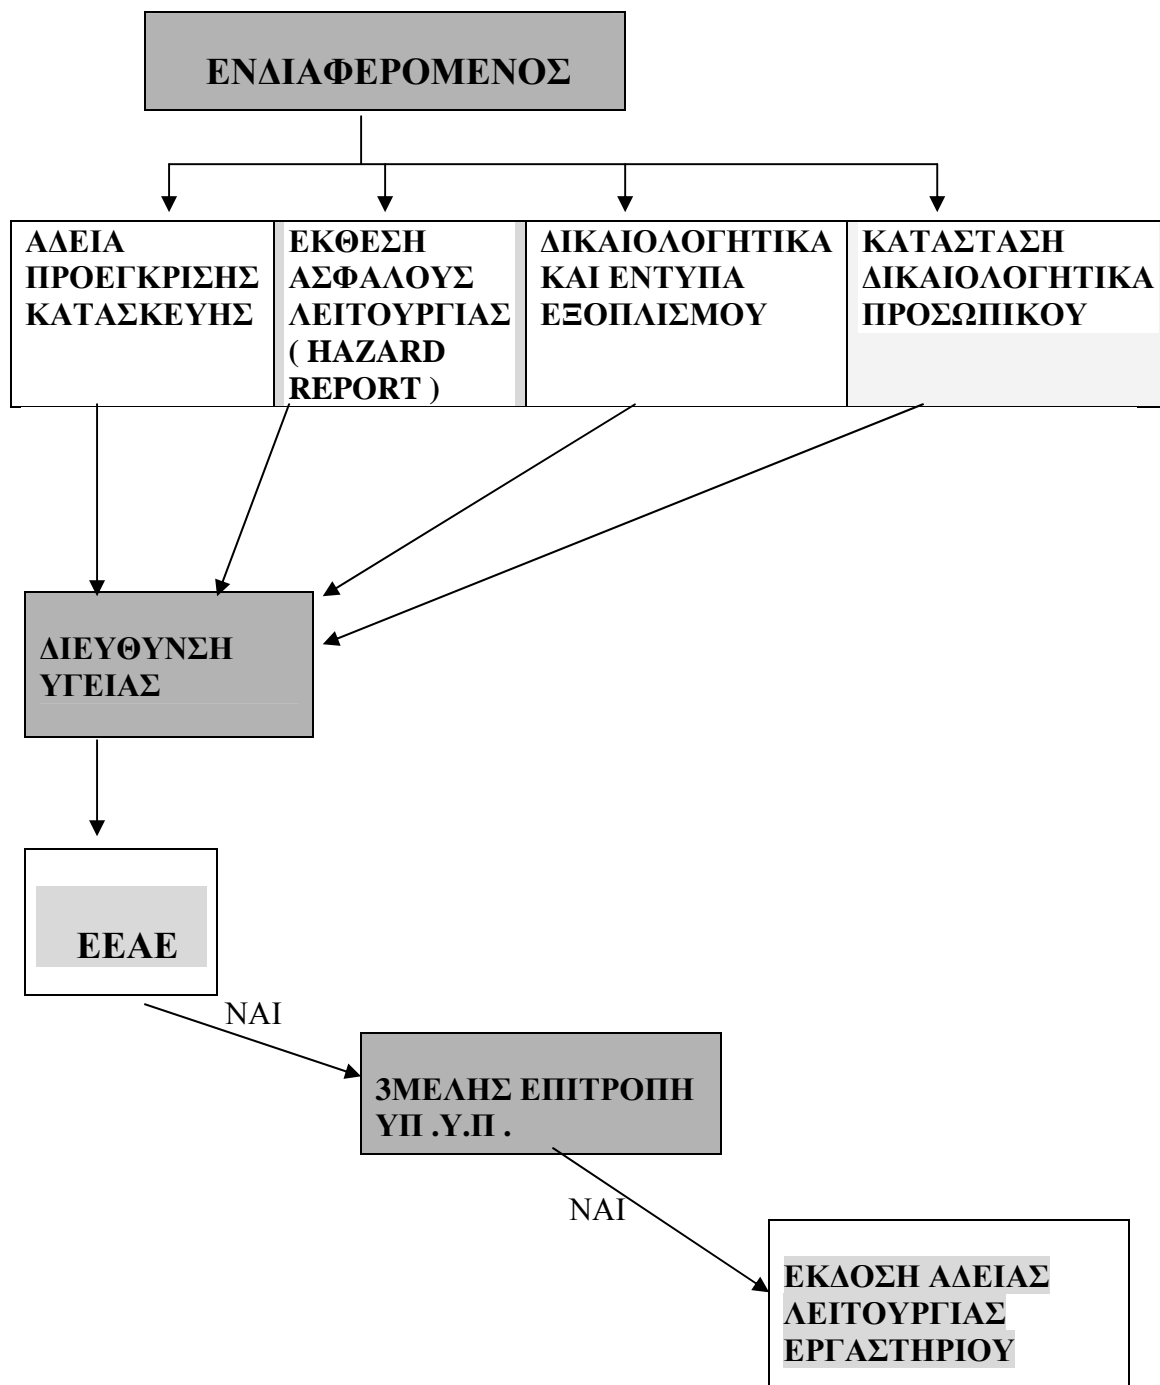 ΕΝΔΙΑΦΕΡΟΜΕΝΟΣ
ΑΔΕΙΑ
ΠΡΟΕΓΚΡΙΣΗΣ
ΚΑΤΑΣΚΕΥΗΣ
ΕΚΘΕΣΗ
ΑΣΦΑΛΟΥΣ
ΛΕΙΤΟΥΡΓΙΑΣ
( HAZARD
REPORT )
ΔΙΚΑΙΟΛΟΓΗΤΙΚΑ
ΚΑΙ ΕΝΤΥΠΑ
ΕΞΟΠΛΙΣΜΟΥ
ΚΑΤΑΣΤΑΣΗ
ΔΙΚΑΙΟΛΟΓΗΤΙΚΑ
ΠΡΟΣΩΠΙΚΟΥ
ΔΙΕΥΘΥΝΣΗ
ΥΓΕΙΑΣ
ΕΕΑΕ
ΝΑΙ
3ΜΕΛΗΣ ΕΠΙΤΡΟΠΗ
ΥΠ .Υ.Π .
ΝΑΙ
ΕΚΔΟΣΗ ΑΔΕΙΑΣ
ΛΕΙΤΟΥΡΓΙΑΣ
ΕΡΓΑΣΤΗΡΙΟΥ